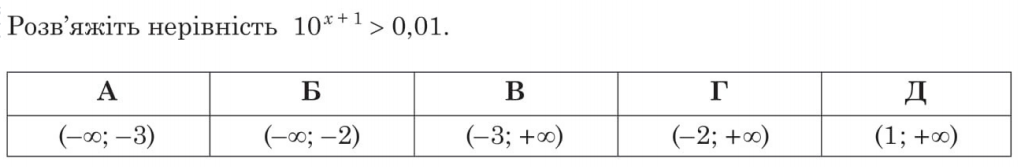 Розв’яжіть нерівність 10^{x + 1} > 0,01.
А Б В Г Д
(–∞; –3) (–∞; –2) (–3; +∞) (–2; +∞) (1; +∞)